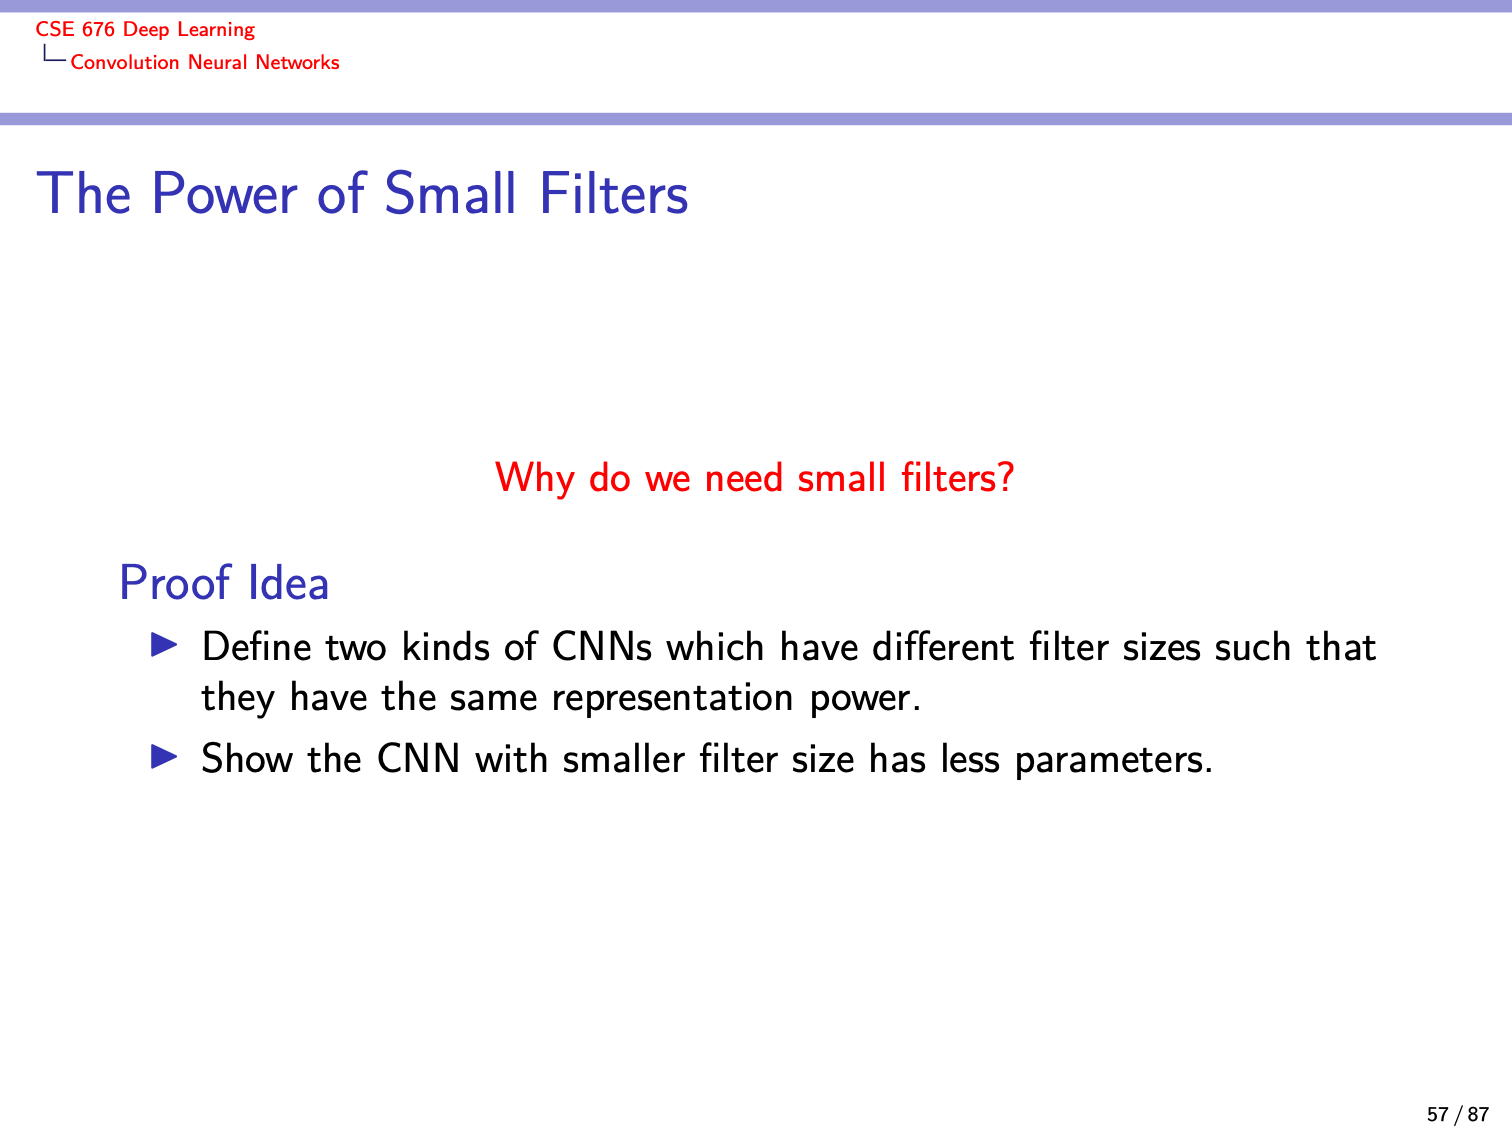 CSE 676 Deep Learning
Convolution Neural Networks
The Power of Small Filters
Why do we need small filters?
Proof Idea
Define two kinds of CNNs which have different filter sizes such that
they have the same representation power.
Show the CNN with smaller filter size has less parameters.
57 / 87